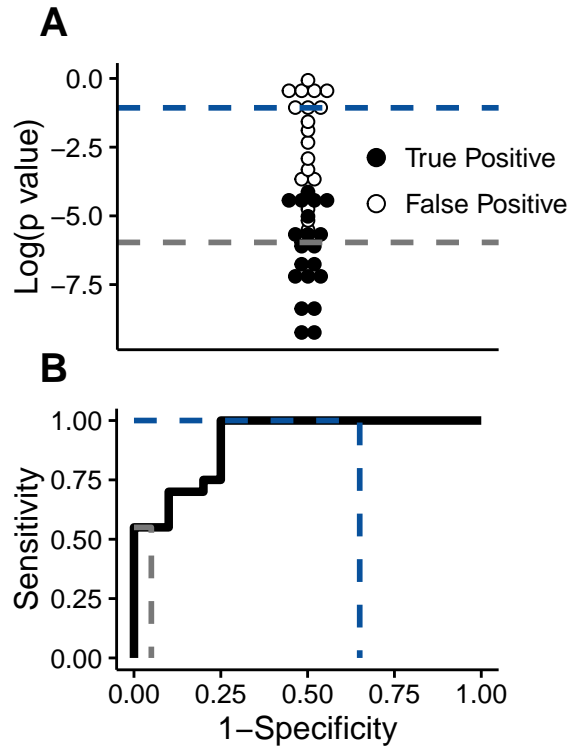 A
Log(p value)
0.0
−2.5
−5.0
−7.5
True Positive
False Positive
B
Sensitivity
1.00
0.75
0.50
0.25
0.00
0.00 0.25 0.50 0.75 1.00
1−Specificity